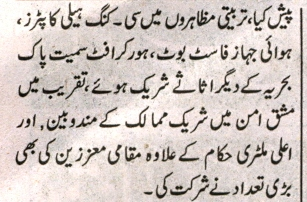 پیش کیا، تربیتی مظاہروں میں سی۔ کنگ ہیلی کاپٹرز،
ہوائی جہاز فاسٹ بوٹ، ہور کرافٹ سمیت پاک
بحریہ کے دیگر اثاثے شریک ہوئے، تقریب میں
مشق امن میں شریک ممالک کے مندوبین , اور
اعلی ملٹری حکام کے علاوہ مقامی معززین کی بھی
بڑی تعداد نے شرکت کی۔